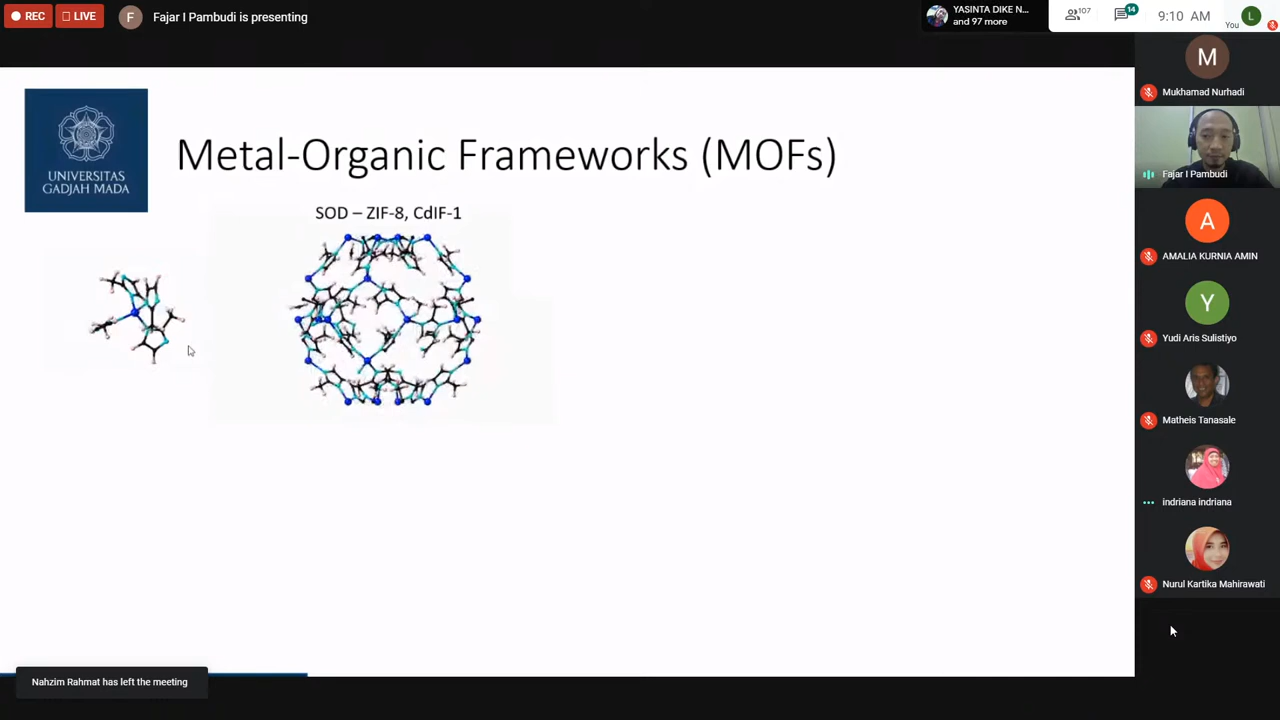 REC
LIVE
F
Fajar I Pambudi is presenting
YASINTA DIKE N...
and 97 more
107
14
9:10 AM
You
L
UNIVERSITAS
GADJAH MADA
Metal-Organic Frameworks (MOFs)
SOD – ZIF-8, CdIF-1
M
Mukhamad Nurhadi
Fajar I Pambudi
A
AMALIA KURNIA AMIN
Y
Yudi Aris Sulistiyo
Matheis Tanasale
indriana indriana
Nurul Kartika Mahirawati
Nahzim Rahmat has left the meeting